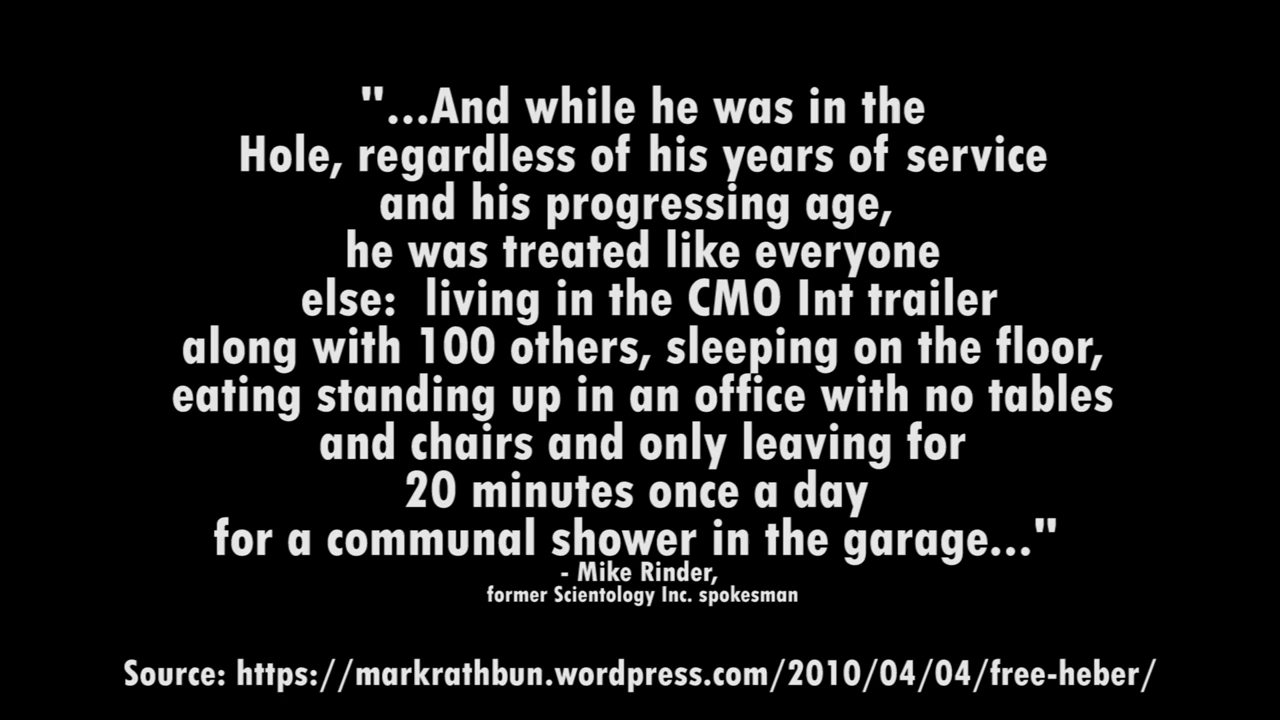 "...And while he was in the
Hole, regardless of his years of service
and his progressing age,
he was treated like everyone
else:  living in the CMO Int trailer
along with 100 others, sleeping on the floor,
eating standing up in an office with no tables
and chairs and only leaving for
20 minutes once a day
for a communal shower in the garage..."
- Mike Rinder,
former Scientology Inc. spokesman
Source: https://markrathbun.wordpress.com/2010/04/04/free-heber/